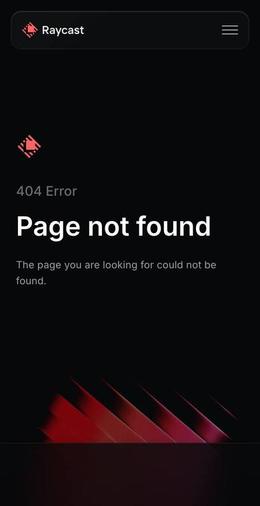 Raycast
404 Error
Page not found
The page you are looking for could not be
found.